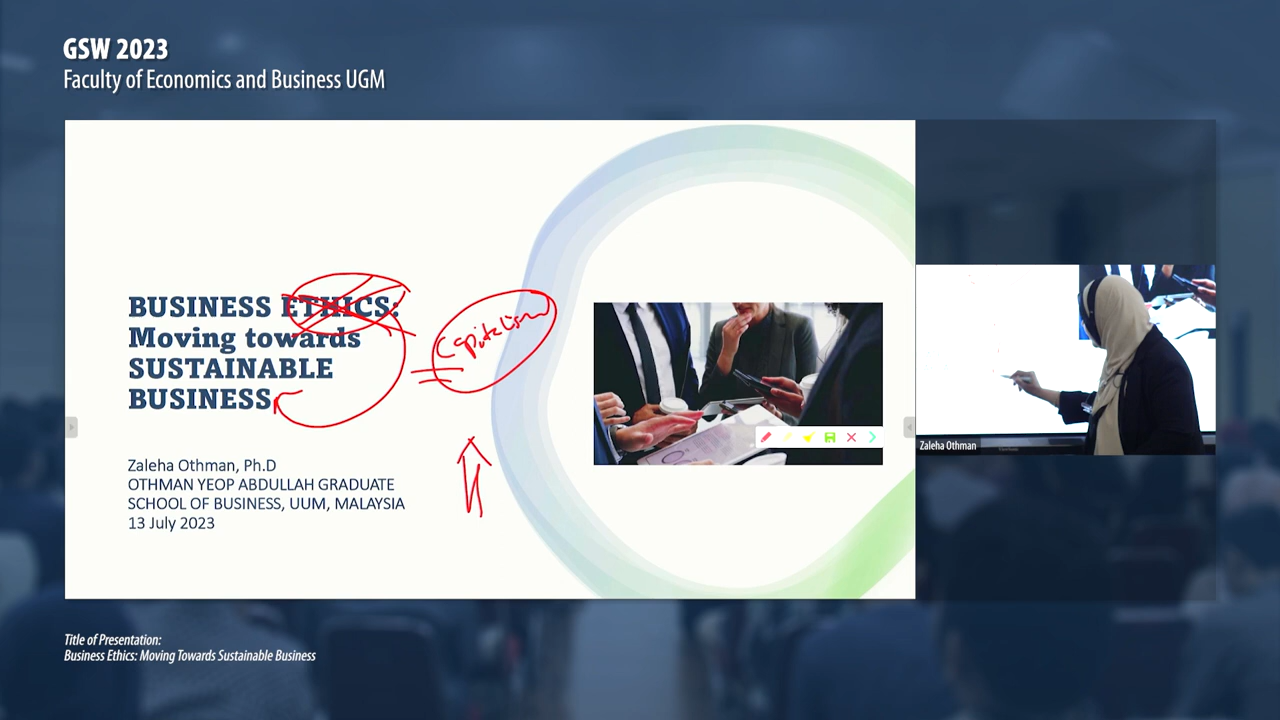 GSW 2023
Faculty of Economics and Business UGM
BUSINESS ETHICS:
Moving towards
SUSTAINABLE
BUSINESS
Capitalism
Zaleha Othman, Ph.D
OTHMAN YEOP ABDULLAH GRADUATE
SCHOOL OF BUSINESS, UUM, MALAYSIA
13 July 2023
Zaleha Othman
Title of Presentation:
Business Ethics: Moving Towards Sustainable Business